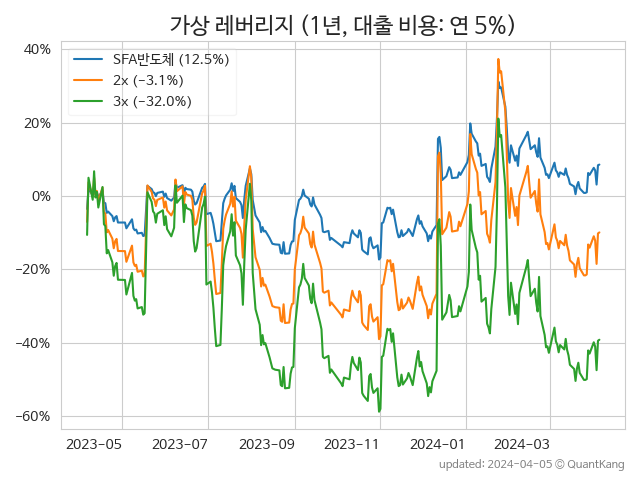 가상 레버리지 (1년, 대출 비용: 연 5%)
SFA반도체 (12.5%)
2x (−3.1%)
3x (−32.0%)
40%
20%
0%
−20%
−40%
−60%
2023-05 2023-07 2023-09 2023-11 2024-01 2024-03
updated: 2024-04-05 © QuantKang